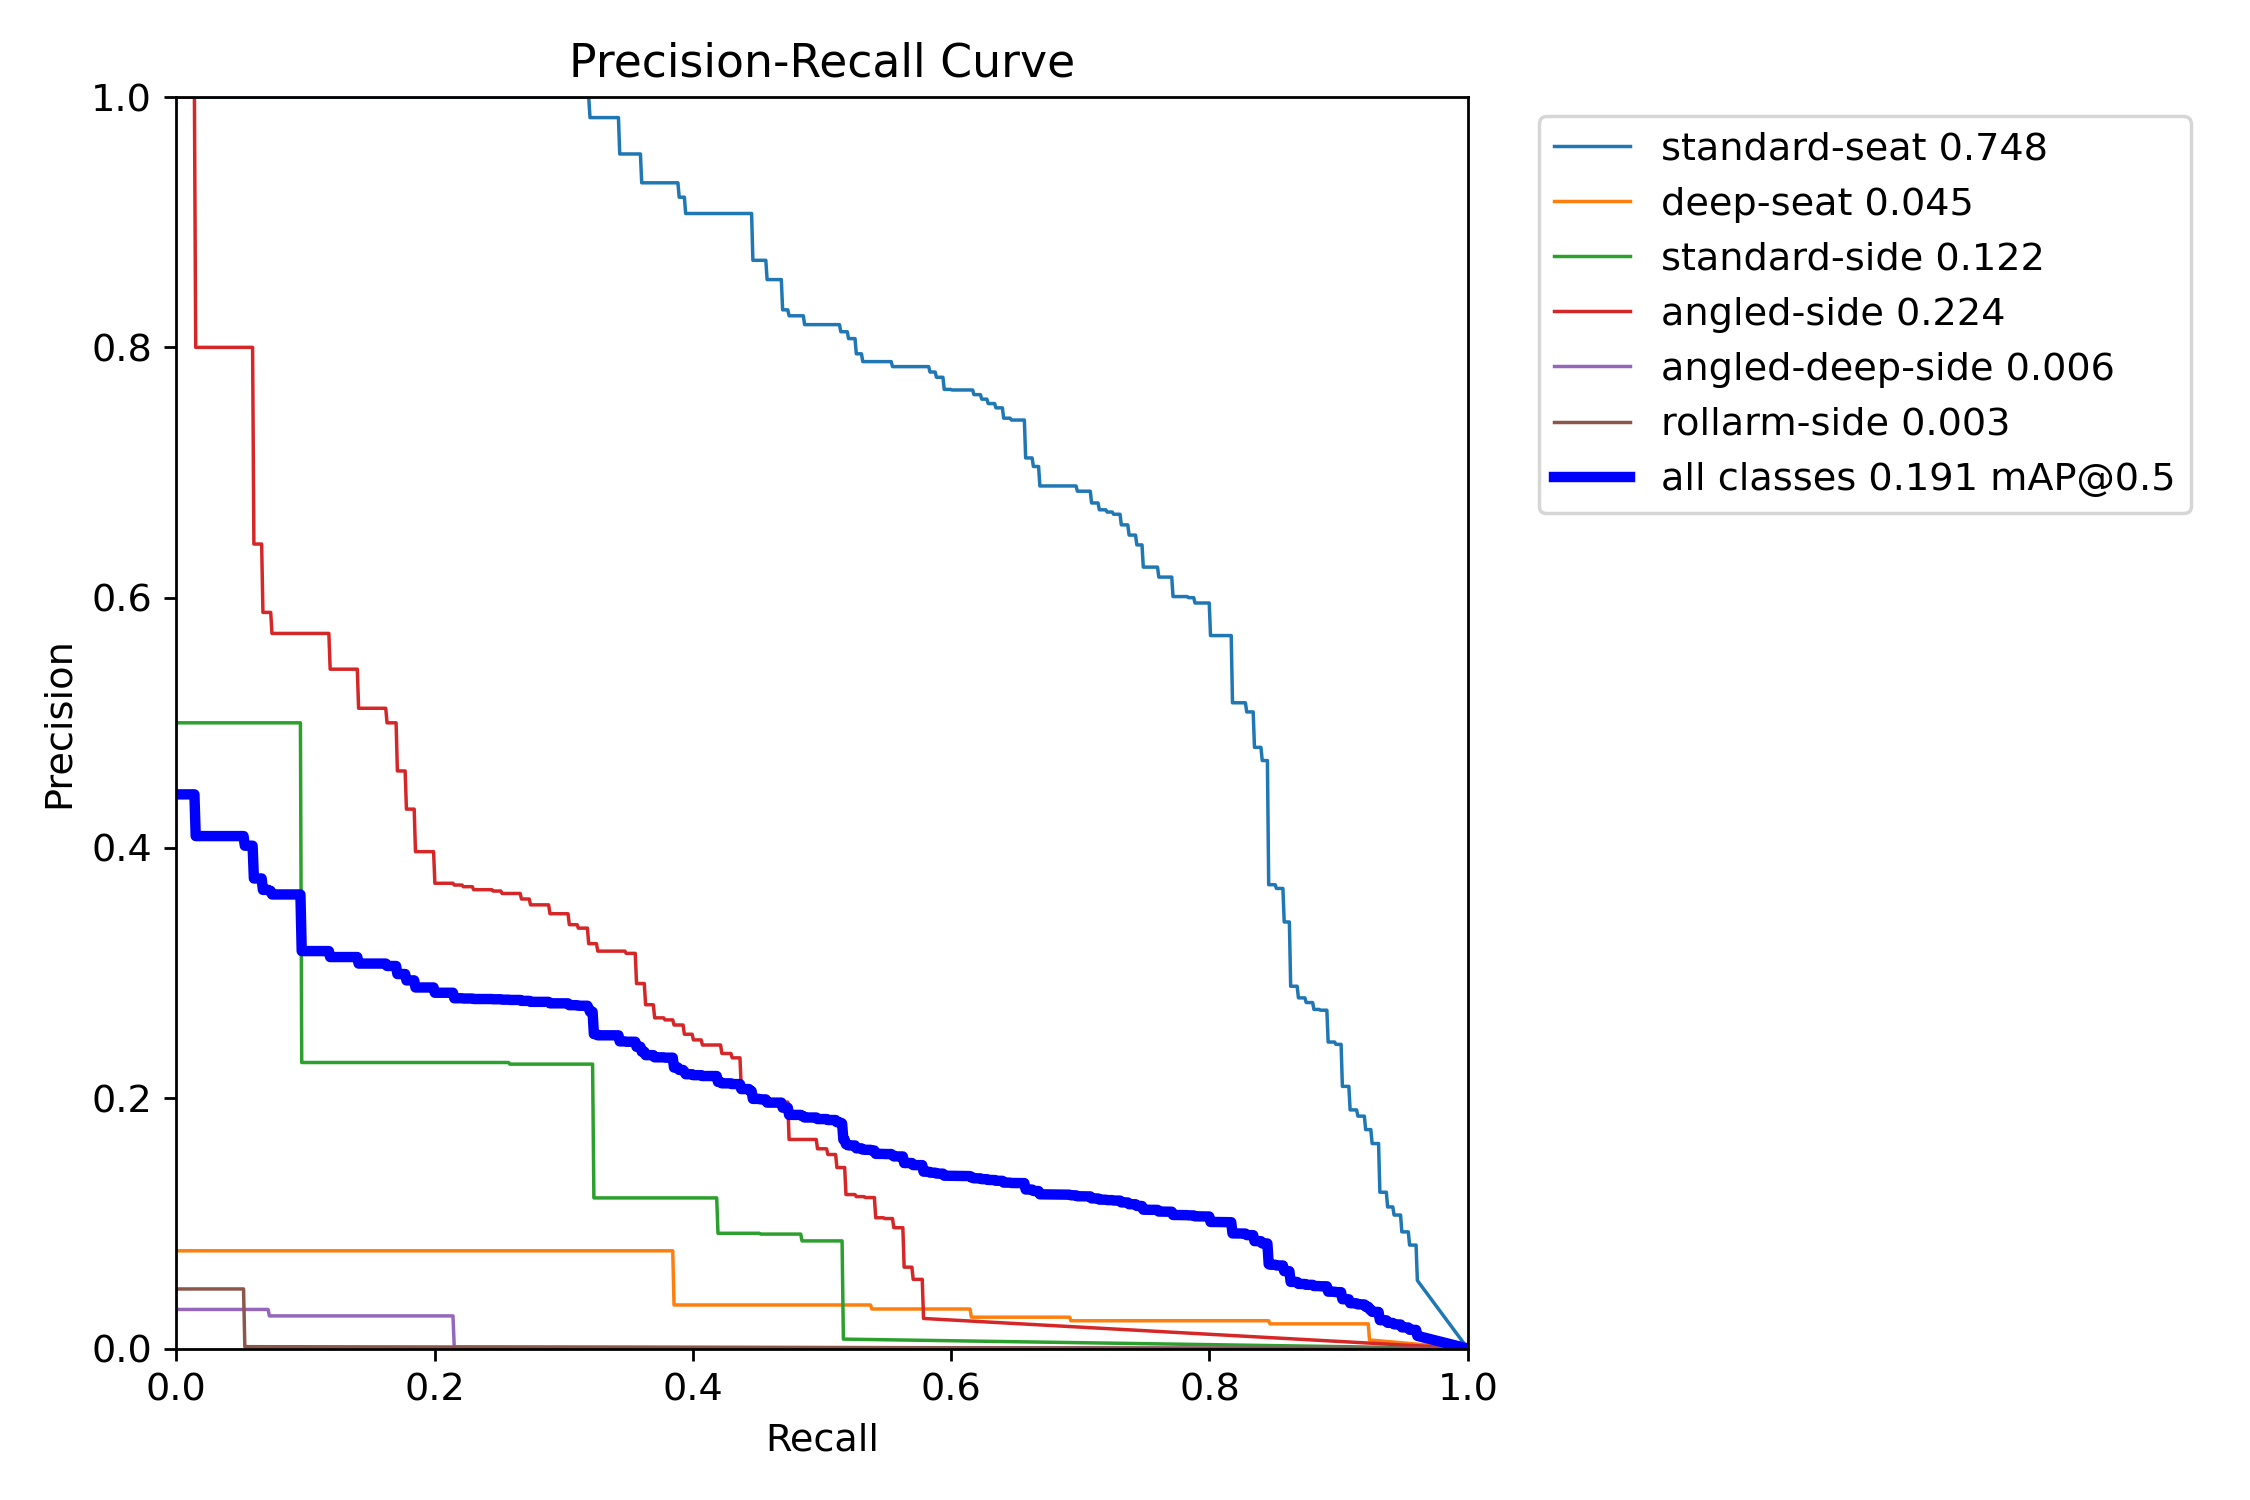 Precision-Recall Curve
1.0
0.8
0.6
0.4
0.2
0.0
Precision
0.0 0.2 0.4 0.6 0.8 1.0
Recall
standard-seat 0.748
deep-seat 0.045
standard-side 0.122
angled-side 0.224
angled-deep-side 0.006
rollarm-side 0.003
all classes 0.191 mAP@0.5